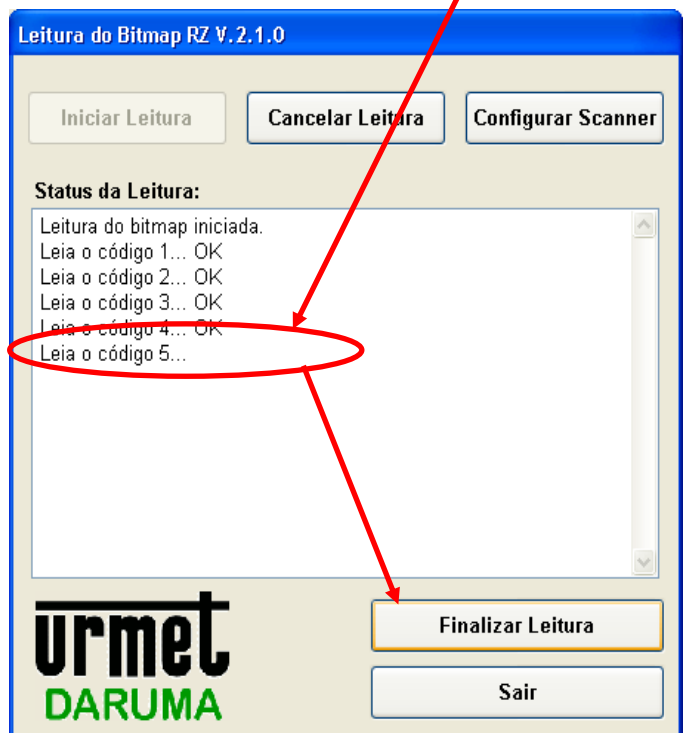 Leitura do Bitmap RZ V.2.1.0
Iniciar Leitura
Cancelar Leitura
Configurar Scanner
Status da Leitura:
Leitura do bitmap iniciada.
Leia o código 1... OK
Leia o código 2... OK
Leia o código 3... OK
Leia o código 4... OK
Leia o código 5...
Finalizar Leitura
urmet
DARUMA
Sair